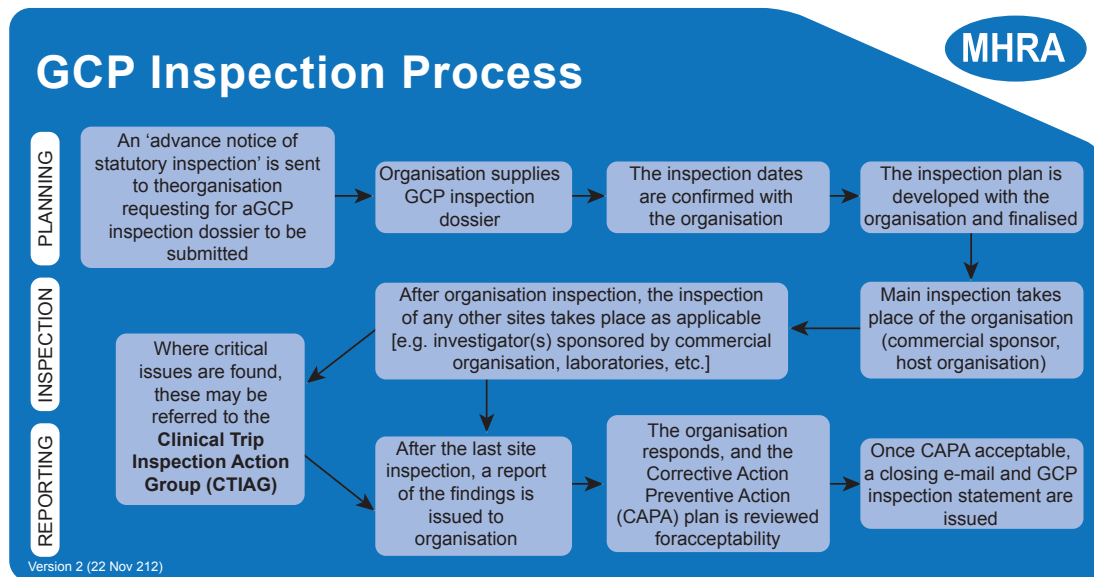 MHRA
GCP Inspection Process
PLANNING
An ‘advance notice of
statutory inspection’ is sent
to theorganisation
requesting for aGCP
inspection dossier to be
submitted
Organisation supplies
GCP inspection
dossier
The inspection dates
are confirmed with
the organisation
The inspection plan is
developed with the
organisation and finalised
INSPECTION
Main inspection takes
place of the organisation
(commercial sponsor,
host organisation)
After organisation inspection, the inspection
of any other sites takes place as applicable
[e.g. investigator(s) sponsored by commercial
organisation, laboratories, etc.]
Where critical
issues are found,
these may be
referred to the
Clinical Trip
Inspection Action
Group (CTIAG)
REPORTING
After the last site
inspection, a report
of the findings is
issued to
organisation
The organisation
responds, and the
Corrective Action
Preventive Action
(CAPA) plan is reviewed
foracceptability
Once CAPA acceptable,
a closing e-mail and GCP
inspection statement are
issued
Version 2 (22 Nov 212)